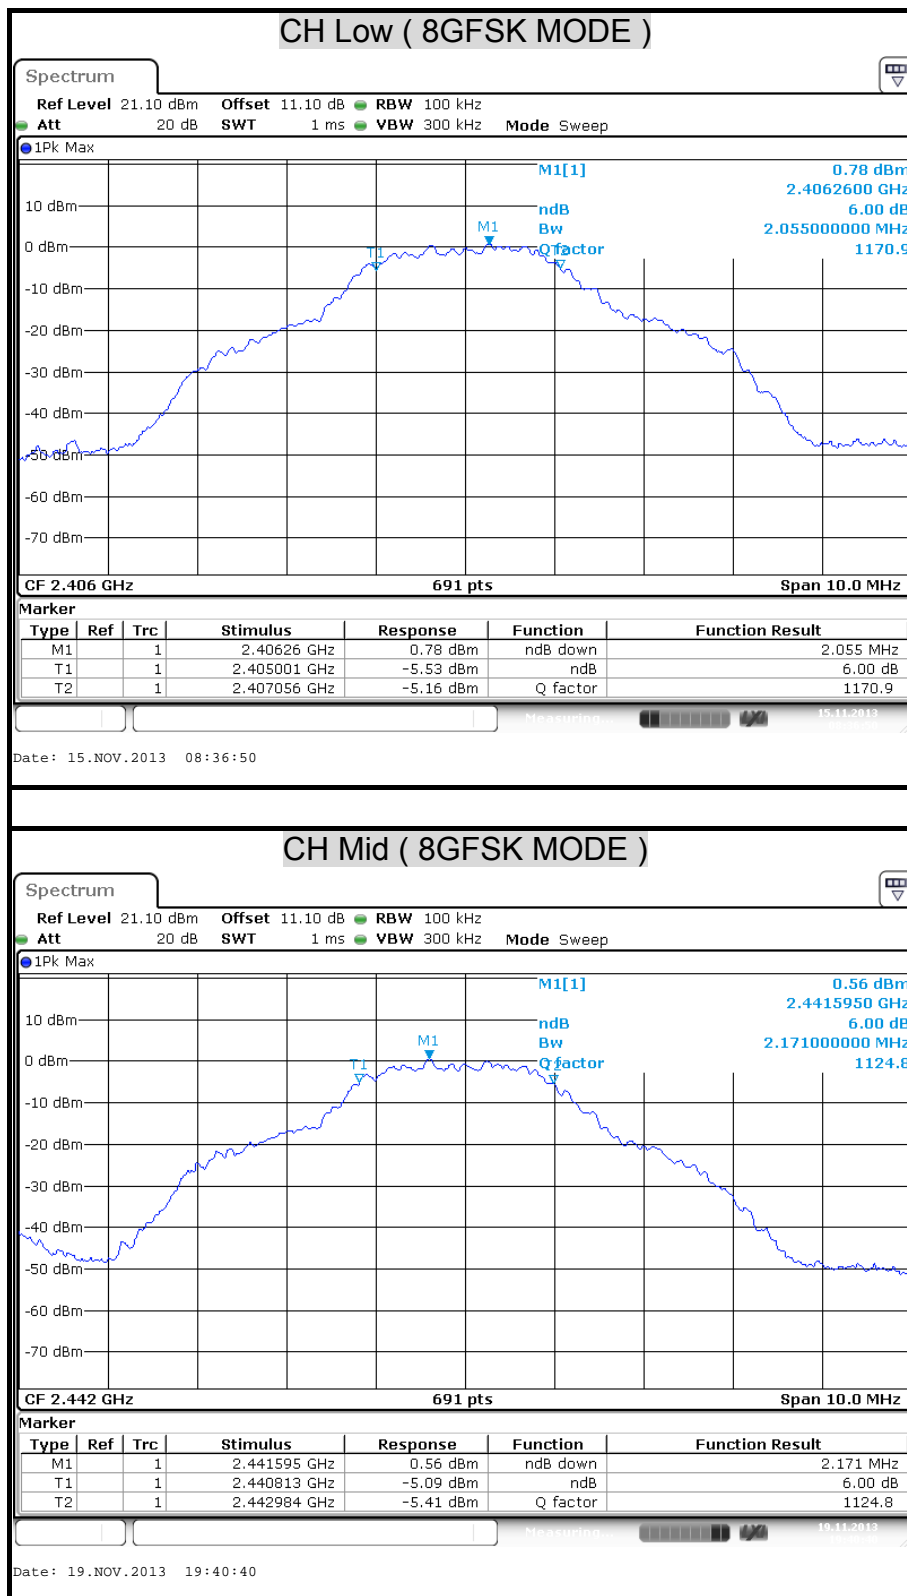 CH Low ( 8GFSK MODE )
Spectrum
Ref Level 21.10 dBm Offset 11.10 dB RBW 100 kHz
Att 20 dB SWT 1 ms VBW 300 kHz Mode Sweep
1Pk Max
M1[1] 0.78 dBm
2.4062600 GHz
10 dBm
ndB 6.00 dB
M1
Bw 2.055000000 MHz
0 dBm
T1
T2
Q factor 1170.9
-10 dBm
-20 dBm
-30 dBm
-40 dBm
-50 dBm
-60 dBm
-70 dBm
CF 2.406 GHz 691 pts Span 10.0 MHz
Marker
Type Ref Trc Stimulus Response Function Function Result
M1 1 2.40626 GHz 0.78 dBm ndB down 2.055 MHz
T1 1 2.405001 GHz -5.53 dBm ndB 6.00 dB
T2 1 2.407056 GHz -5.16 dBm Q factor 1170.9
Measuring... 15.11.2013
Date: 15.NOV.2013 08:36:50
CH Mid ( 8GFSK MODE )
Spectrum
Ref Level 21.10 dBm Offset 11.10 dB RBW 100 kHz
Att 20 dB SWT 1 ms VBW 300 kHz Mode Sweep
1Pk Max
M1[1] 0.56 dBm
2.4415950 GHz
10 dBm
ndB 6.00 dB
M1
Bw 2.171000000 MHz
0 dBm
T1
T2
Q factor 1124.8
-10 dBm
-20 dBm
-30 dBm
-40 dBm
-50 dBm
-60 dBm
-70 dBm
CF 2.442 GHz 691 pts Span 10.0 MHz
Marker
Type Ref Trc Stimulus Response Function Function Result
M1 1 2.441595 GHz 0.56 dBm ndB down 2.171 MHz
T1 1 2.440813 GHz -5.09 dBm ndB 6.00 dB
T2 1 2.442984 GHz -5.41 dBm Q factor 1124.8
Measuring... 19.11.2013
Date: 19.NOV.2013 19:40:40